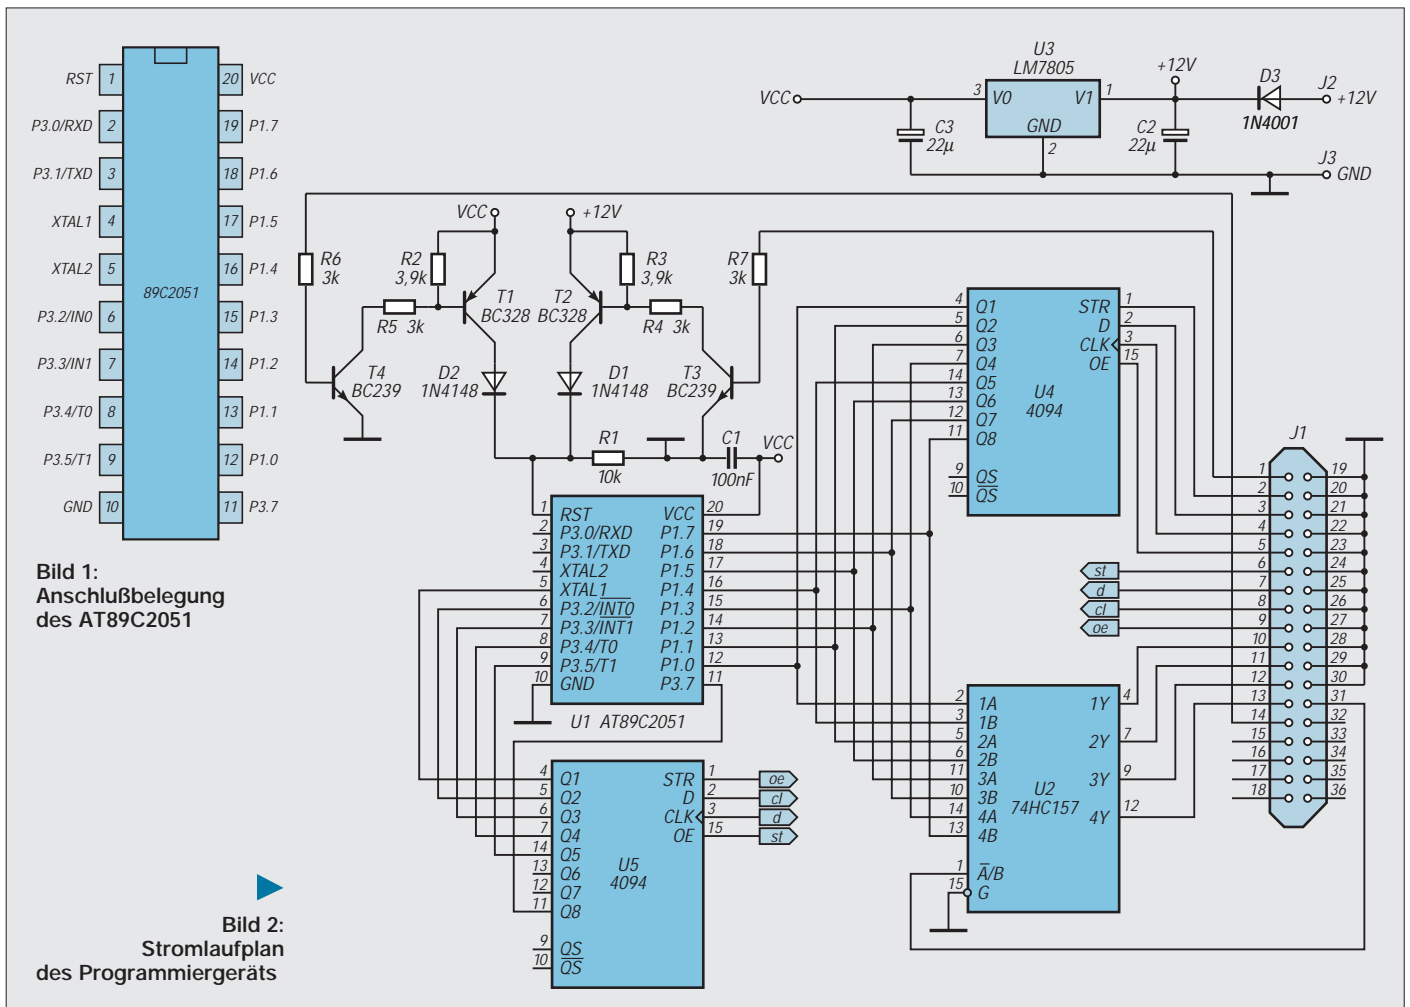 RST 1
P3.0/RXD 2
P3.1/TXD 3
XTAL1 4
XTAL2 5
P3.2/IN0 6
P3.3/IN1 7
P3.4/T0 8
P3.5/T1 9
GND 10
89C2051
20 VCC
19 P1.7
18 P1.6
17 P1.5
16 P1.4
15 P1.3
14 P1.2
13 P1.1
12 P1.0
11 P3.7
Bild 1:
Anschlußbelegung
des AT89C2051
U3
LM7805
VCC
3 V0
V1 1
GND
2
+12V
D3
1N4001
J2
+12V
C3
22µ
C2
22µ
J3
GND
VCC
+12V
R6
3k
R2
3,9k
R3
3,9k
R7
3k
T1
BC328
T2
BC328
R5 3k
R4 3k
T4
BC239
D2
1N4148
D1
1N4148
T3
BC239
R1
10k
C1
100nF
VCC
1 RST
2 P3.0/RXD
3 P3.1/TXD
4 XTAL2
5 XTAL1
6 P3.2/INT0
7 P3.3/INT1
8 P3.4/T0
9 P3.5/T1
10 GND
VCC 20
P1.7 19
P1.6 18
P1.5 17
P1.4 16
P1.3 15
P1.2 14
P1.1 13
P1.0 12
P3.7 11
U1 AT89C2051
4 Q1
5 Q2
6 Q3
7 Q4
14 Q5
13 Q6
12 Q7
11 Q8
9 QS
10 QS
STR 1
D 2
CLK 3
OE 15
U4
4094
4 Q1
5 Q2
6 Q3
7 Q4
14 Q5
13 Q6
12 Q7
11 Q8
9 QS
10 QS
STR 1 oe
D 2 cl
CLK 3 d
OE 15 st
U5
4094
2 1A
3 1B
5 2A
6 2B
11 3A
10 3B
14 4A
13 4B
1 A/B
15 G
1Y 4
2Y 7
3Y 9
4Y 12
U2
74HC157
st
d
cl
oe
J1
1 19
2 20
3 21
4 22
5 23
6 24
7 25
8 26
9 27
10 28
11 29
12 30
13 31
14 32
15 33
16 34
17 35
18 36
Bild 2:
Stromlaufplan
des Programmiergeräts